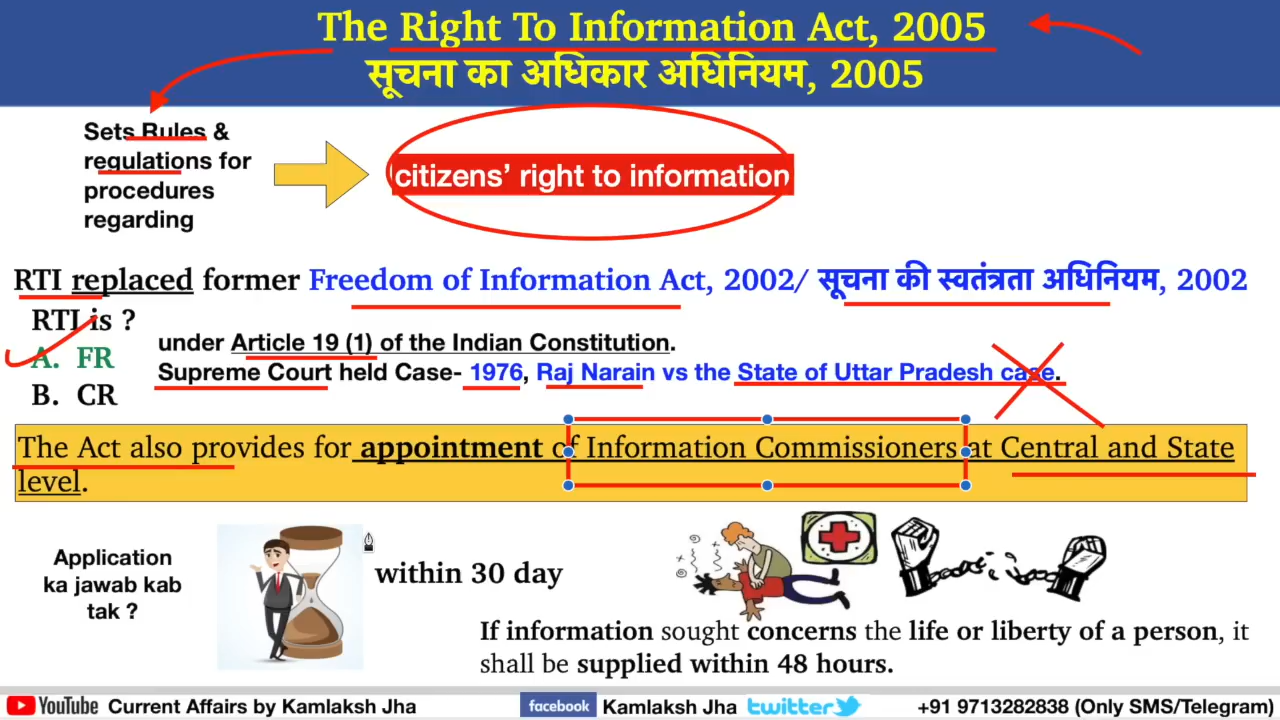 The Right To Information Act, 2005
सूचना का अधिकार अधिनियम, 2005
Sets Rules &
regulations for
procedures
regarding
citizens’ right to information
RTI replaced former Freedom of Information Act, 2002/ सूचना की स्वतंत्रता अधिनियम, 2002
RTI is ?
A. FR
B. CR
under Article 19 (1) of the Indian Constitution.
Supreme Court held Case- 1976, Raj Narain vs the State of Uttar Pradesh case.
The Act also provides for appointment of Information Commissioners at Central and State
level.
Application
ka jawab kab
tak ?
within 30 day
If information sought concerns the life or liberty of a person, it
shall be supplied within 48 hours.
YouTube Current Affairs by Kamlaksh Jha facebook Kamlaksh Jha twitter +91 9713282838 (Only SMS/Telegram)